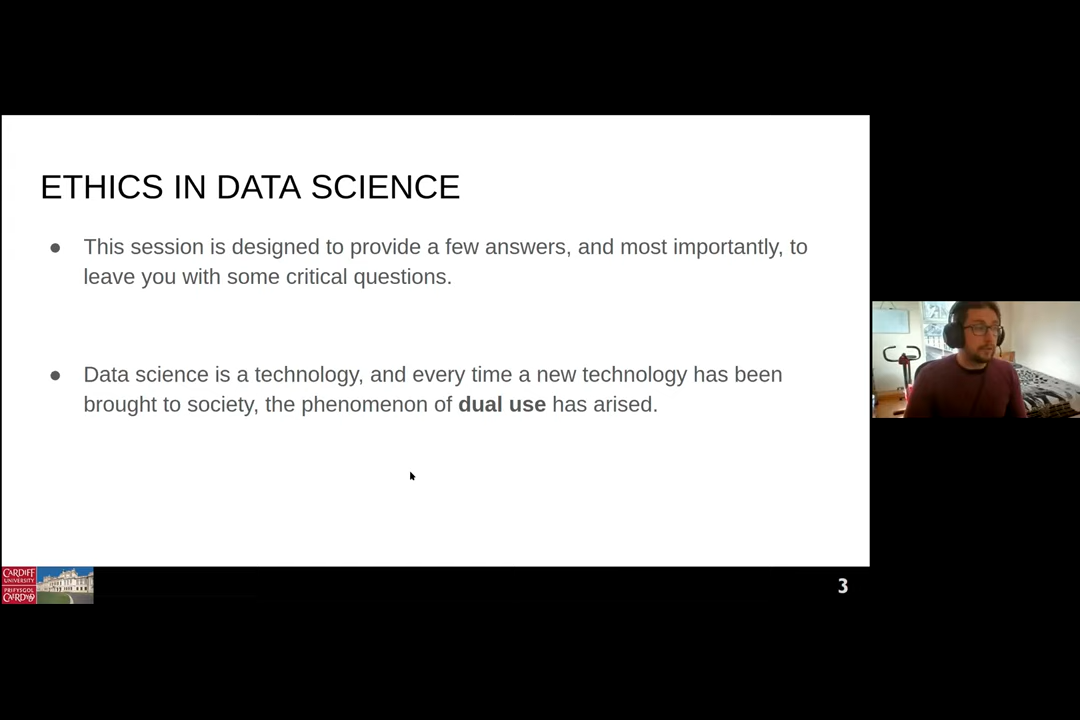 ETHICS IN DATA SCIENCE
● This session is designed to provide a few answers, and most importantly, to
leave you with some critical questions.
● Data science is a technology, and every time a new technology has been
brought to society, the phenomenon of dual use has arised.
CARDIFF
UNIVERSITY
PRIFYSGOL
CAERDYDD
3